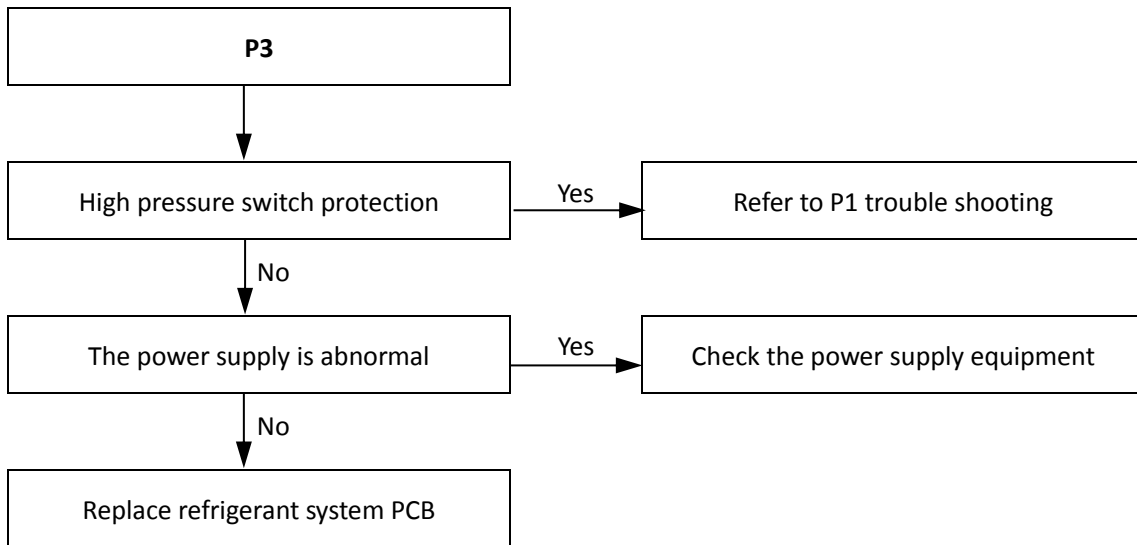 P3
High pressure switch protection
Yes
Refer to P1 trouble shooting
No
The power supply is abnormal
Yes
Check the power supply equipment
No
Replace refrigerant system PCB